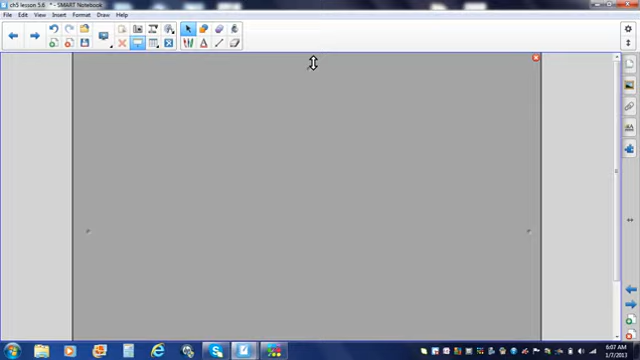 ch5 lesson 5.6 * - SMART Notebook
File Edit View Insert Format Draw Help
6:07 AM
1/7/2013